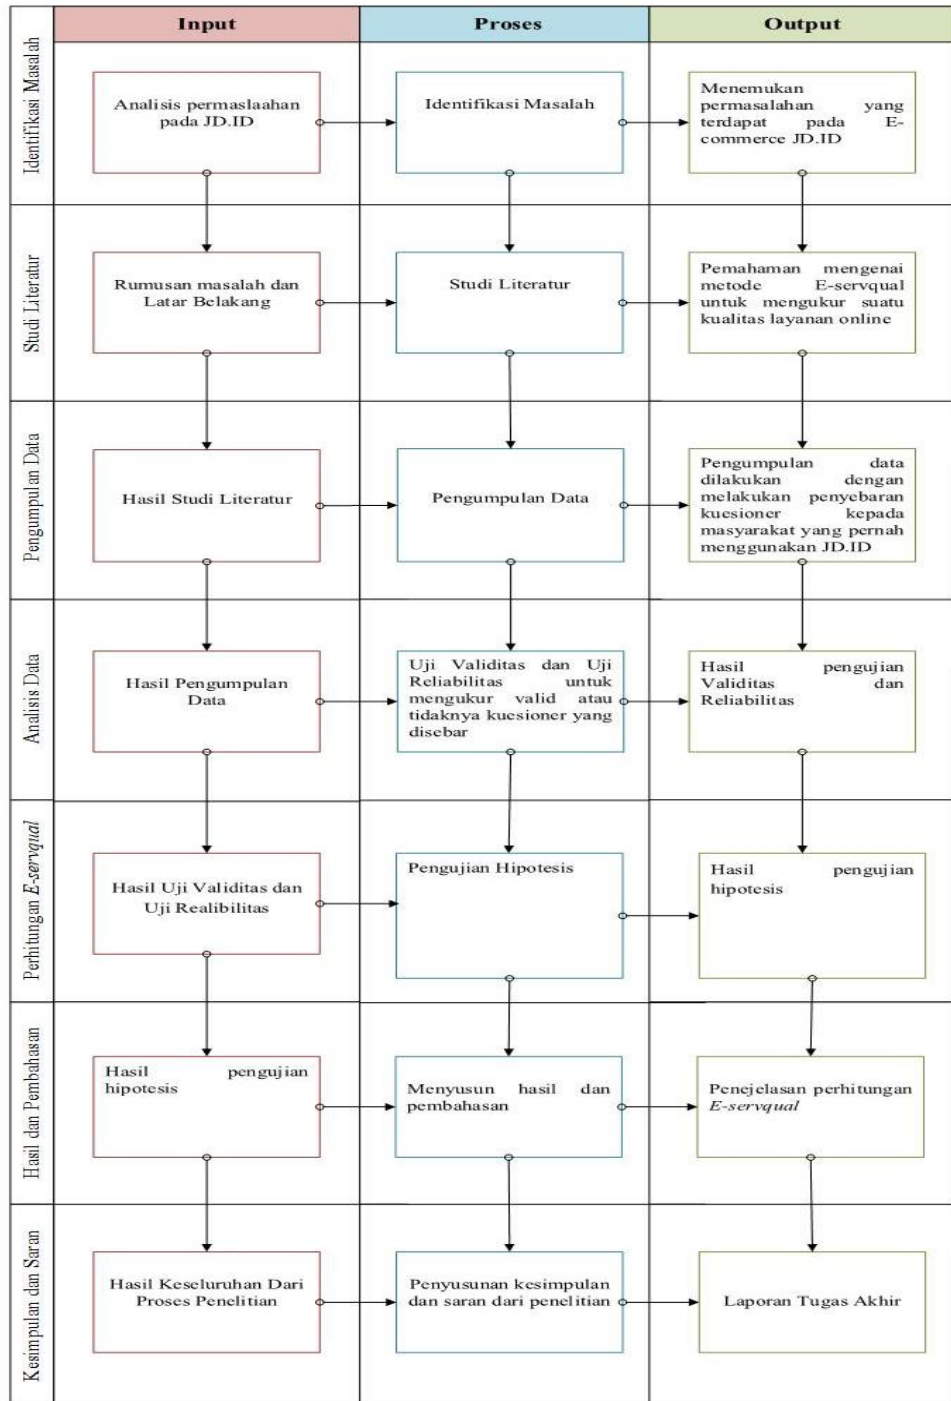 Input
Proses
Output
Identifikasi Masalah
Analisis permaslaahan
pada JD.ID
Identifikasi Masalah
Menemukan
permasalahan yang
terdapat pada E-
commerce JD.ID
Studi Literatur
Rumusan masalah dan
Latar Belakang
Studi Literatur
Pemahaman mengenai
metode E-servqual
untuk mengukur suatu
kualitas layanan online
Pengumpulan Data
Hasil Studi Literatur
Pengumpulan Data
Pengumpulan data
dilakukan dengan
melakukan penyebaran
kuesioner kepada
masyarakat yang pernah
menggunakan JD.ID
Analisis Data
Hasil Pengumpulan
Data
Uji Validitas dan Uji
Reliabilitas untuk
mengukur valid atau
tidaknya kuesioner yang
disebar
Hasil pengujian
Validitas dan
Reliabilitas
Perhitungan E-servqual
Hasil Uji Validitas dan
Uji Realibilitas
Pengujian Hipotesis
Hasil pengujian
hipotesis
Hasil dan Pembahasan
Hasil pengujian
hipotesis
Menyusun hasil dan
pembahasan
Penejelasan perhitungan
E-servqual
Kesimpulan dan Saran
Hasil Keseluruhan Dari
Proses Penelitian
Penyusunan kesimpulan
dan saran dari penelitian
Laporan Tugas Akhir